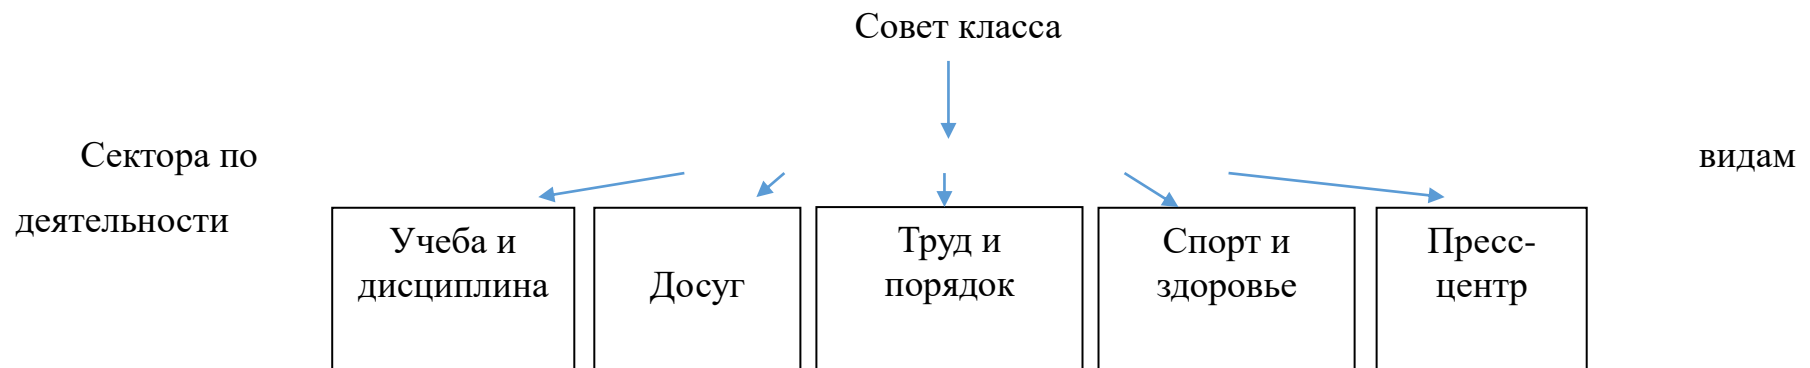 Совет класса
Сектора по видам
деятельности
Учеба и
дисциплина
Досуг
Труд и
порядок
Спорт и
здоровье
Пресс-
центр